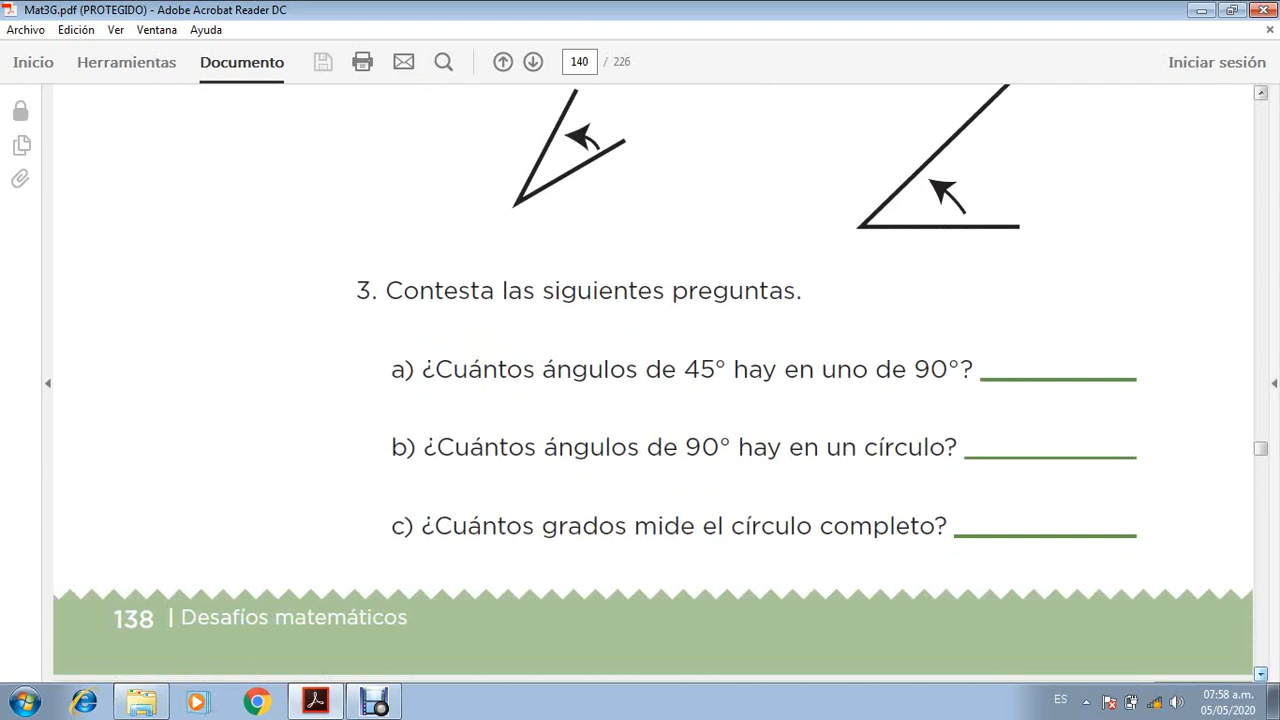 Mat3G.pdf (PROTEGIDO) - Adobe Acrobat Reader DC
Archivo Edición Ver Ventana Ayuda
Inicio Herramientas Documento 140 / 226 Iniciar sesión
3. Contesta las siguientes preguntas.
a) ¿Cuántos ángulos de 45° hay en uno de 90°?
b) ¿Cuántos ángulos de 90° hay en un círculo?
c) ¿Cuántos grados mide el círculo completo?
138 | Desafíos matemáticos
ES
07:58 a.m.
05/05/2020